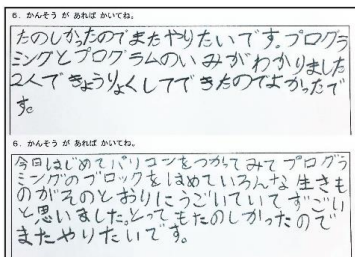 6. かんそう が あれば かいてね。
たのしかったのでまたやりたいです。プログラ
ミングとプログラムのいみがわかりました
2人できょうりょくしてできたのでよかったで
す。
6. かんそう が あれば かいてね。
今日はじめてパソコンをつかってみてプログラ
ミングのブロックをはめていろんな生きも
のがそのとおりにうごいていてすごい
と思いました。とってもたのしかったので
またやりたいです。